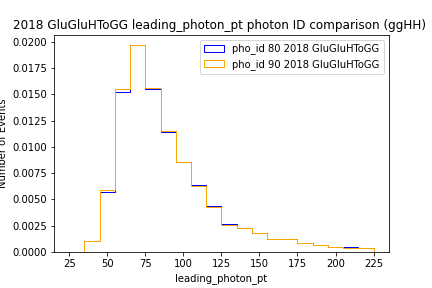 2018 GluGluHToGG leading_photon_pt photon ID comparison (ggHH)
pho_id 80 2018 GluGluHToGG
pho_id 90 2018 GluGluHToGG
Number of Events
0.0200
0.0175
0.0150
0.0125
0.0100
0.0075
0.0050
0.0025
0.0000
25 50 75 100 125 150 175 200 225
leading_photon_pt